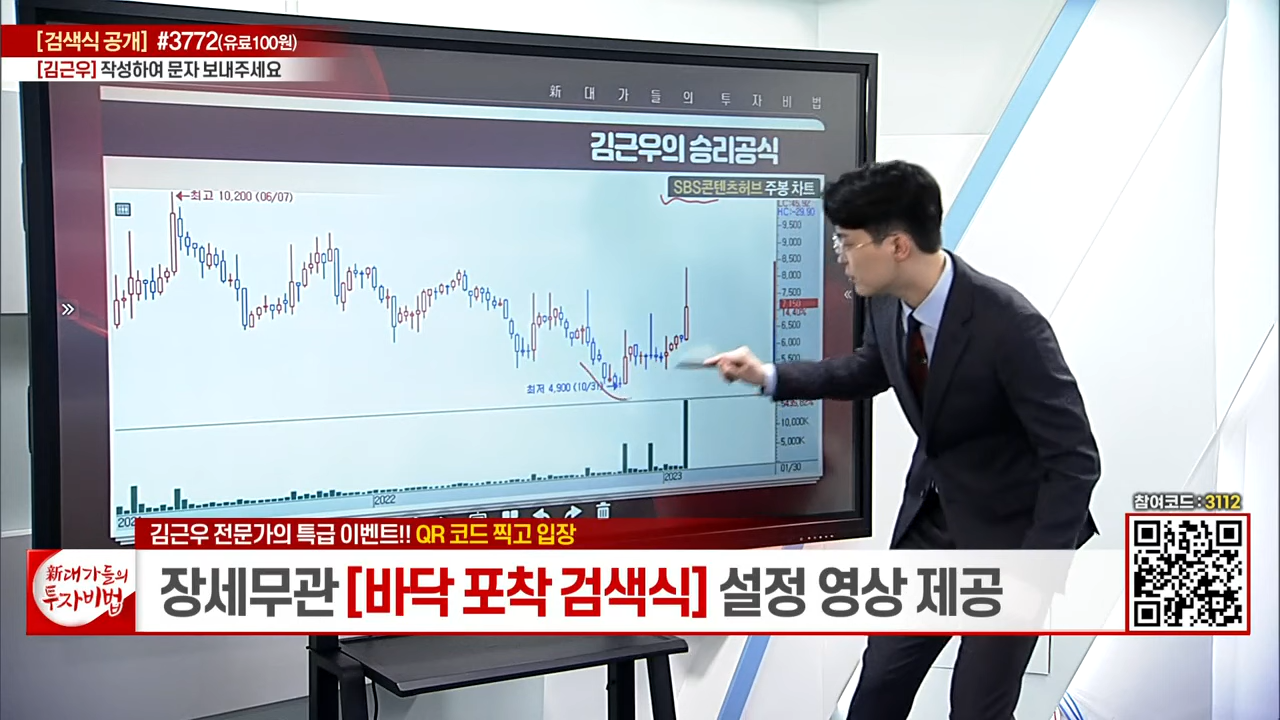 [검색식 공개] #3772(유료100원)
[김근우] 작성하여 문자 보내주세요
新 대가들의 투자비법
김근우의 승리공식
SBS콘텐츠허브 주봉 차트
최고 10,200 (06/07)
HC:-29.90
9,500
9,000
8,500
8,000
7,500
7,150
14.40%
6,500
6,000
5,500
최저 4,900 (10/31)
10,000K
5,000K
01/30
2022
2023
참여코드 : 3112
김근우 전문가의 특급 이벤트!! QR 코드 찍고 입장
新대가들의
투자비법
장세무관 [바닥 포착 검색식] 설정 영상 제공